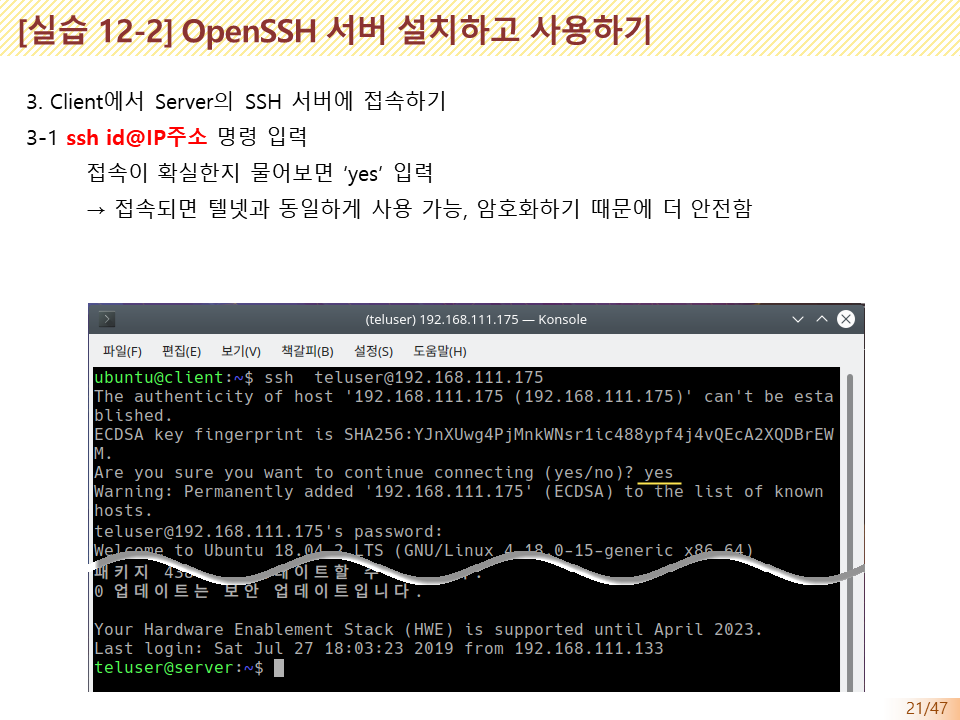 [실습 12-2] OpenSSH 서버 설치하고 사용하기
3. Client에서 Server의 SSH 서버에 접속하기
3-1 ssh id@IP주소 명령 입력
접속이 확실한지 물어보면 ‘yes’ 입력
→ 접속되면 텔넷과 동일하게 사용 가능, 암호화하기 때문에 더 안전함
(teluser) 192.168.111.175 — Konsole
파일(F) 편집(E) 보기(V) 책갈피(B) 설정(S) 도움말(H)
ubuntu@client:~$ ssh  teluser@192.168.111.175
The authenticity of host '192.168.111.175 (192.168.111.175)' can't be esta
blished.
ECDSA key fingerprint is SHA256:YJnXUwg4PjMnkWNsr1ic488ypf4j4vQEcA2XQDBrEW
M.
Are you sure you want to continue connecting (yes/no)? yes
Warning: Permanently added '192.168.111.175' (ECDSA) to the list of known
hosts.
teluser@192.168.111.175's password:
Welcome to Ubuntu 18.04.2 LTS (GNU/Linux 4.18.0-15-generic x86_64)
패키지
0 업데이트는 보안 업데이트입니다.
Your Hardware Enablement Stack (HWE) is supported until April 2023.
Last login: Sat Jul 27 18:03:23 2019 from 192.168.111.133
teluser@server:~$
21/47